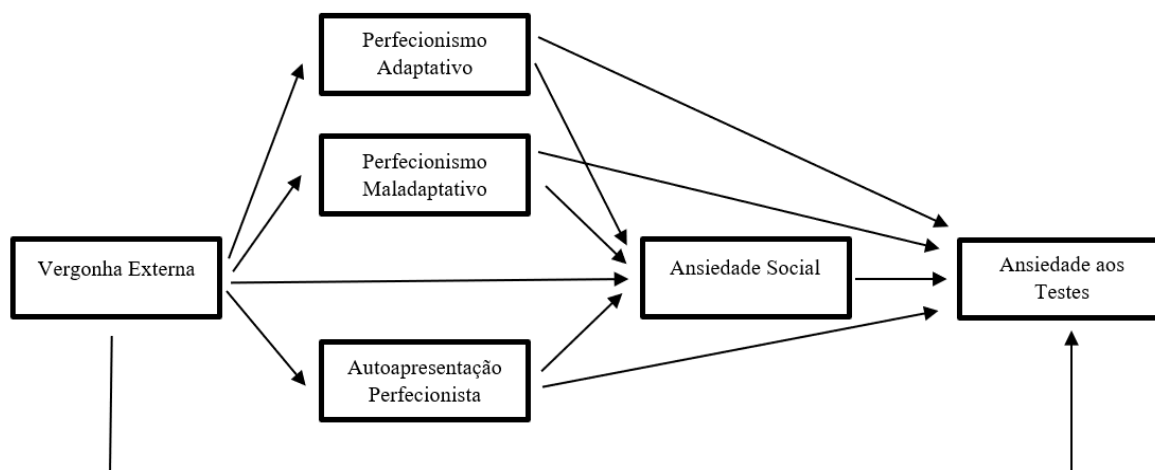 Perfecionismo
Adaptativo
Perfecionismo
Maladaptativo
Vergonha Externa
Ansiedade Social
Ansiedade aos
Testes
Autoapresentação
Perfecionista